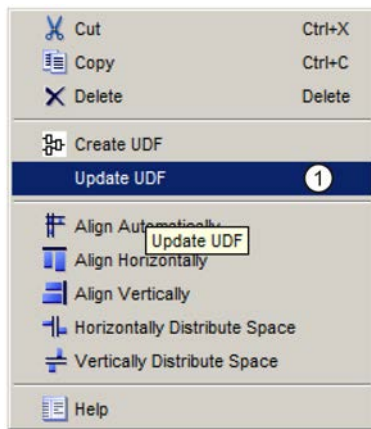 Cut Ctrl+X
Copy Ctrl+C
Delete Delete
Create UDF
Update UDF 1
Align Automatically
Update UDF
Align Horizontally
Align Vertically
Horizontally Distribute Space
Vertically Distribute Space
Help